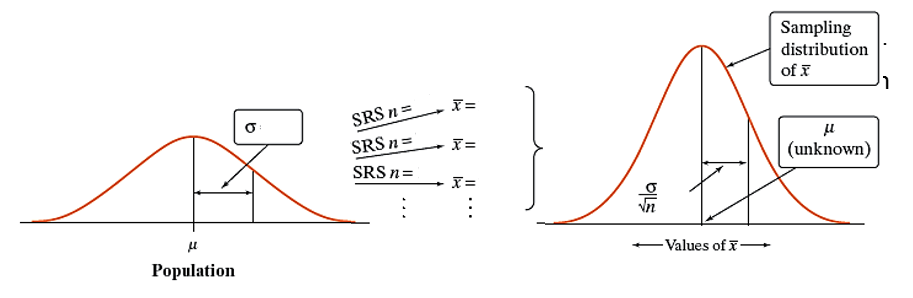 σ
μ
Population
SRS n =
x̄ =
SRS n =
x̄ =
SRS n =
x̄ =
Sampling
distribution
of x̄
μ
(unknown)
σ
√n
Values of x̄